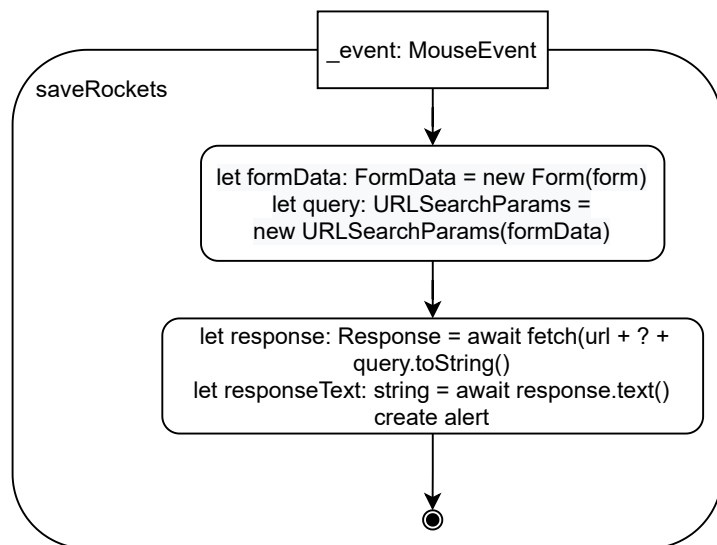 _event: MouseEvent
saveRockets
let formData: FormData = new Form(form)
let query: URLSearchParams =
new URLSearchParams(formData)
let response: Response = await fetch(url + ? +
query.toString()
let responseText: string = await response.text()
create alert